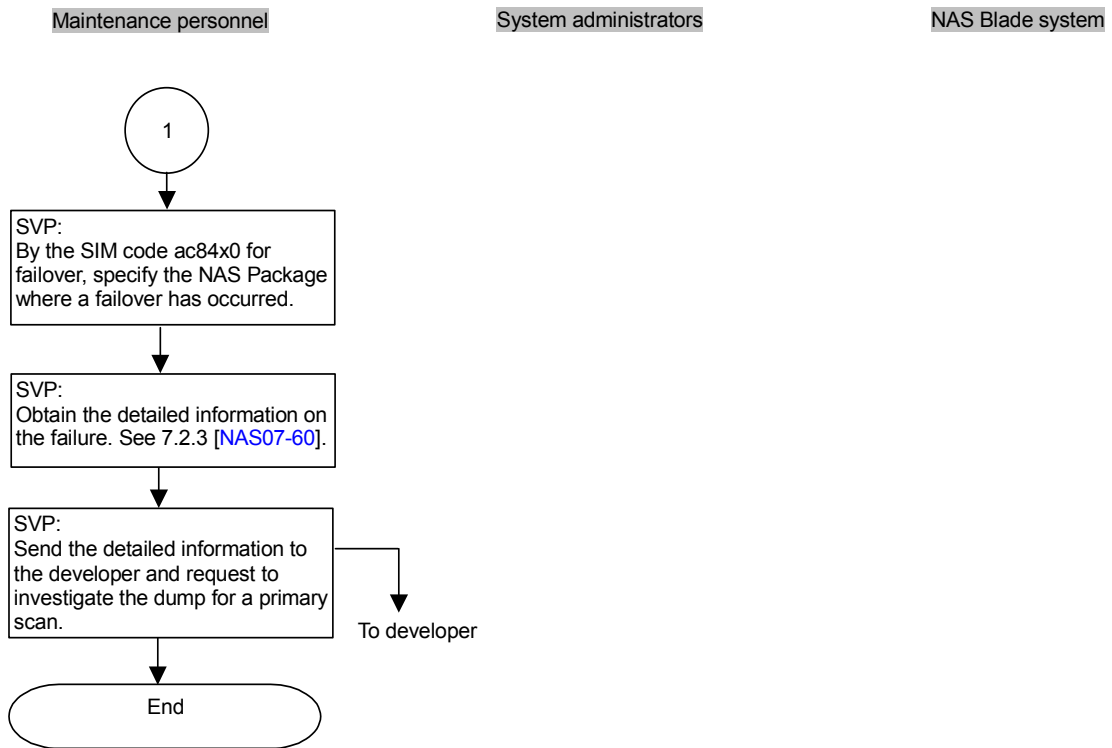 Maintenance personnel
System administrators
NAS Blade system
1
SVP:
By the SIM code ac84x0 for
failover, specify the NAS Package
where a failover has occurred.
SVP:
Obtain the detailed information on
the failure. See 7.2.3 [NAS07-60].
SVP:
Send the detailed information to
the developer and request to
investigate the dump for a primary
scan.
To developer
End